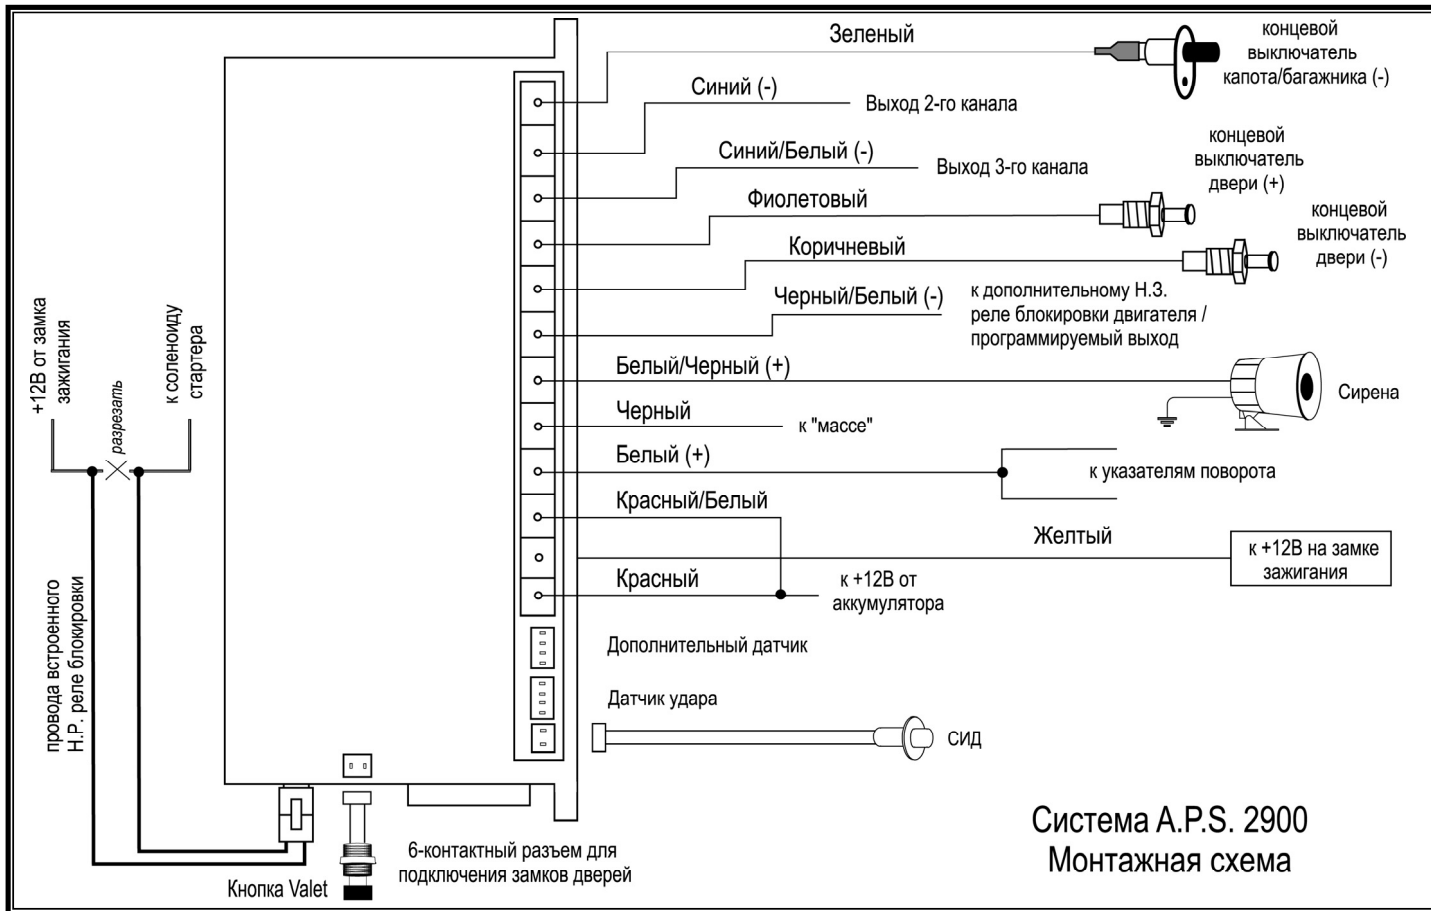 Зеленый
концевой
выключатель
капота/багажника (-)
Синий (-)
Выход 2-го канала
Синий/Белый (-)
Выход 3-го канала
концевой
выключатель
двери (+)
Фиолетовый
концевой
выключатель
двери (-)
Коричневый
Черный/Белый (-)
к дополнительному Н.З.
реле блокировки двигателя /
программируемый выход
+12В от замка
зажигания
разрезать
к соленоиду
стартера
Белый/Черный (+)
Сирена
Черный
к "массе"
Белый (+)
к указателям поворота
Красный/Белый
Желтый
к +12В на замке
зажигания
Красный
к +12В от
аккумулятора
провода встроенного
Н.Р. реле блокировки
Дополнительный датчик
Датчик удара
СИД
6-контактный разъем для
подключения замков дверей
Кнопка Valet
Система A.P.S. 2900
Монтажная схема